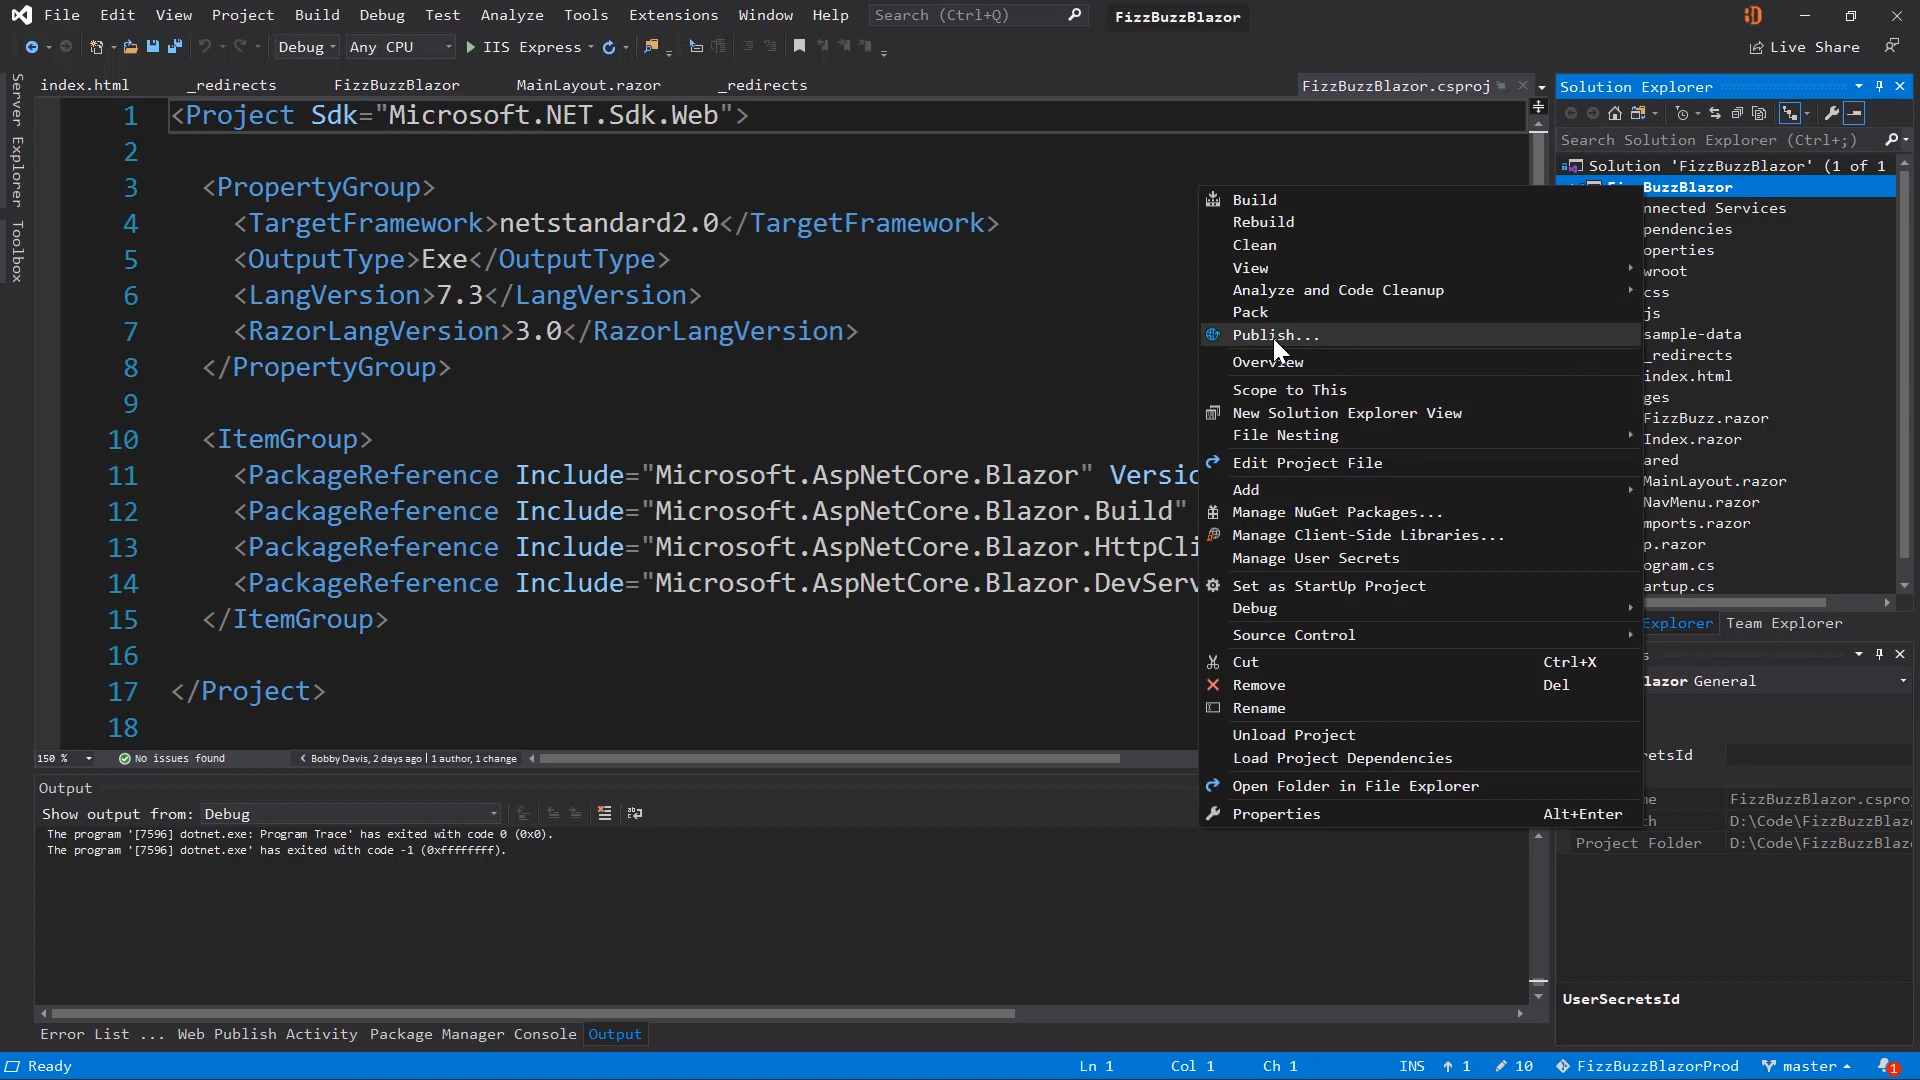 File Edit View Project Build Debug Test Analyze Tools Extensions Window Help Search (Ctrl+Q) FizzBuzzBlazor
Debug Any CPU IIS Express Live Share
Server Explorer
Toolbox
index.html _redirects FizzBuzzBlazor MainLayout.razor _redirects FizzBuzzBlazor.csproj
1 <Project Sdk="Microsoft.NET.Sdk.Web">
2
3 <PropertyGroup>
4 <TargetFramework>netstandard2.0</TargetFramework>
5 <OutputType>Exe</OutputType>
6 <LangVersion>7.3</LangVersion>
7 <RazorLangVersion>3.0</RazorLangVersion>
8 </PropertyGroup>
9
10 <ItemGroup>
11 <PackageReference Include="Microsoft.AspNetCore.Blazor" Versio
12 <PackageReference Include="Microsoft.AspNetCore.Blazor.Build"
13 <PackageReference Include="Microsoft.AspNetCore.Blazor.HttpCli
14 <PackageReference Include="Microsoft.AspNetCore.Blazor.DevServ
15 </ItemGroup>
16
17 </Project>
18
150 % No issues found Bobby Davis, 2 days ago | 1 author, 1 change
Build
Rebuild
Clean
View
Analyze and Code Cleanup
Pack
Publish...
Overview
Scope to This
New Solution Explorer View
File Nesting
Edit Project File
Add
Manage NuGet Packages...
Manage Client-Side Libraries...
Manage User Secrets
Set as StartUp Project
Debug
Source Control
Cut Ctrl+X
Remove Del
Rename
Unload Project
Load Project Dependencies
Open Folder in File Explorer
Properties Alt+Enter
Solution Explorer
Search Solution Explorer (Ctrl+;)
Solution 'FizzBuzzBlazor' (1 of 1
BuzzBlazor
nnected Services
pendencies
operties
wroot
css
js
sample-data
_redirects
index.html
ges
FizzBuzz.razor
Index.razor
ared
MainLayout.razor
NavMenu.razor
mports.razor
p.razor
ogram.cs
artup.cs
Explorer Team Explorer
s
lazor General
retsId
me FizzBuzzBlazor.cspro
th D:\Code\FizzBuzzBlaz
Project Folder D:\Code\FizzBuzzBlaz
UserSecretsId
Output
Show output from: Debug
The program '[7596] dotnet.exe: Program Trace' has exited with code 0 (0x0).
The program '[7596] dotnet.exe' has exited with code -1 (0xffffffff).
Error List ... Web Publish Activity Package Manager Console Output
Ready Ln 1 Col 1 Ch 1 INS 1 10 FizzBuzzBlazorProd master 1